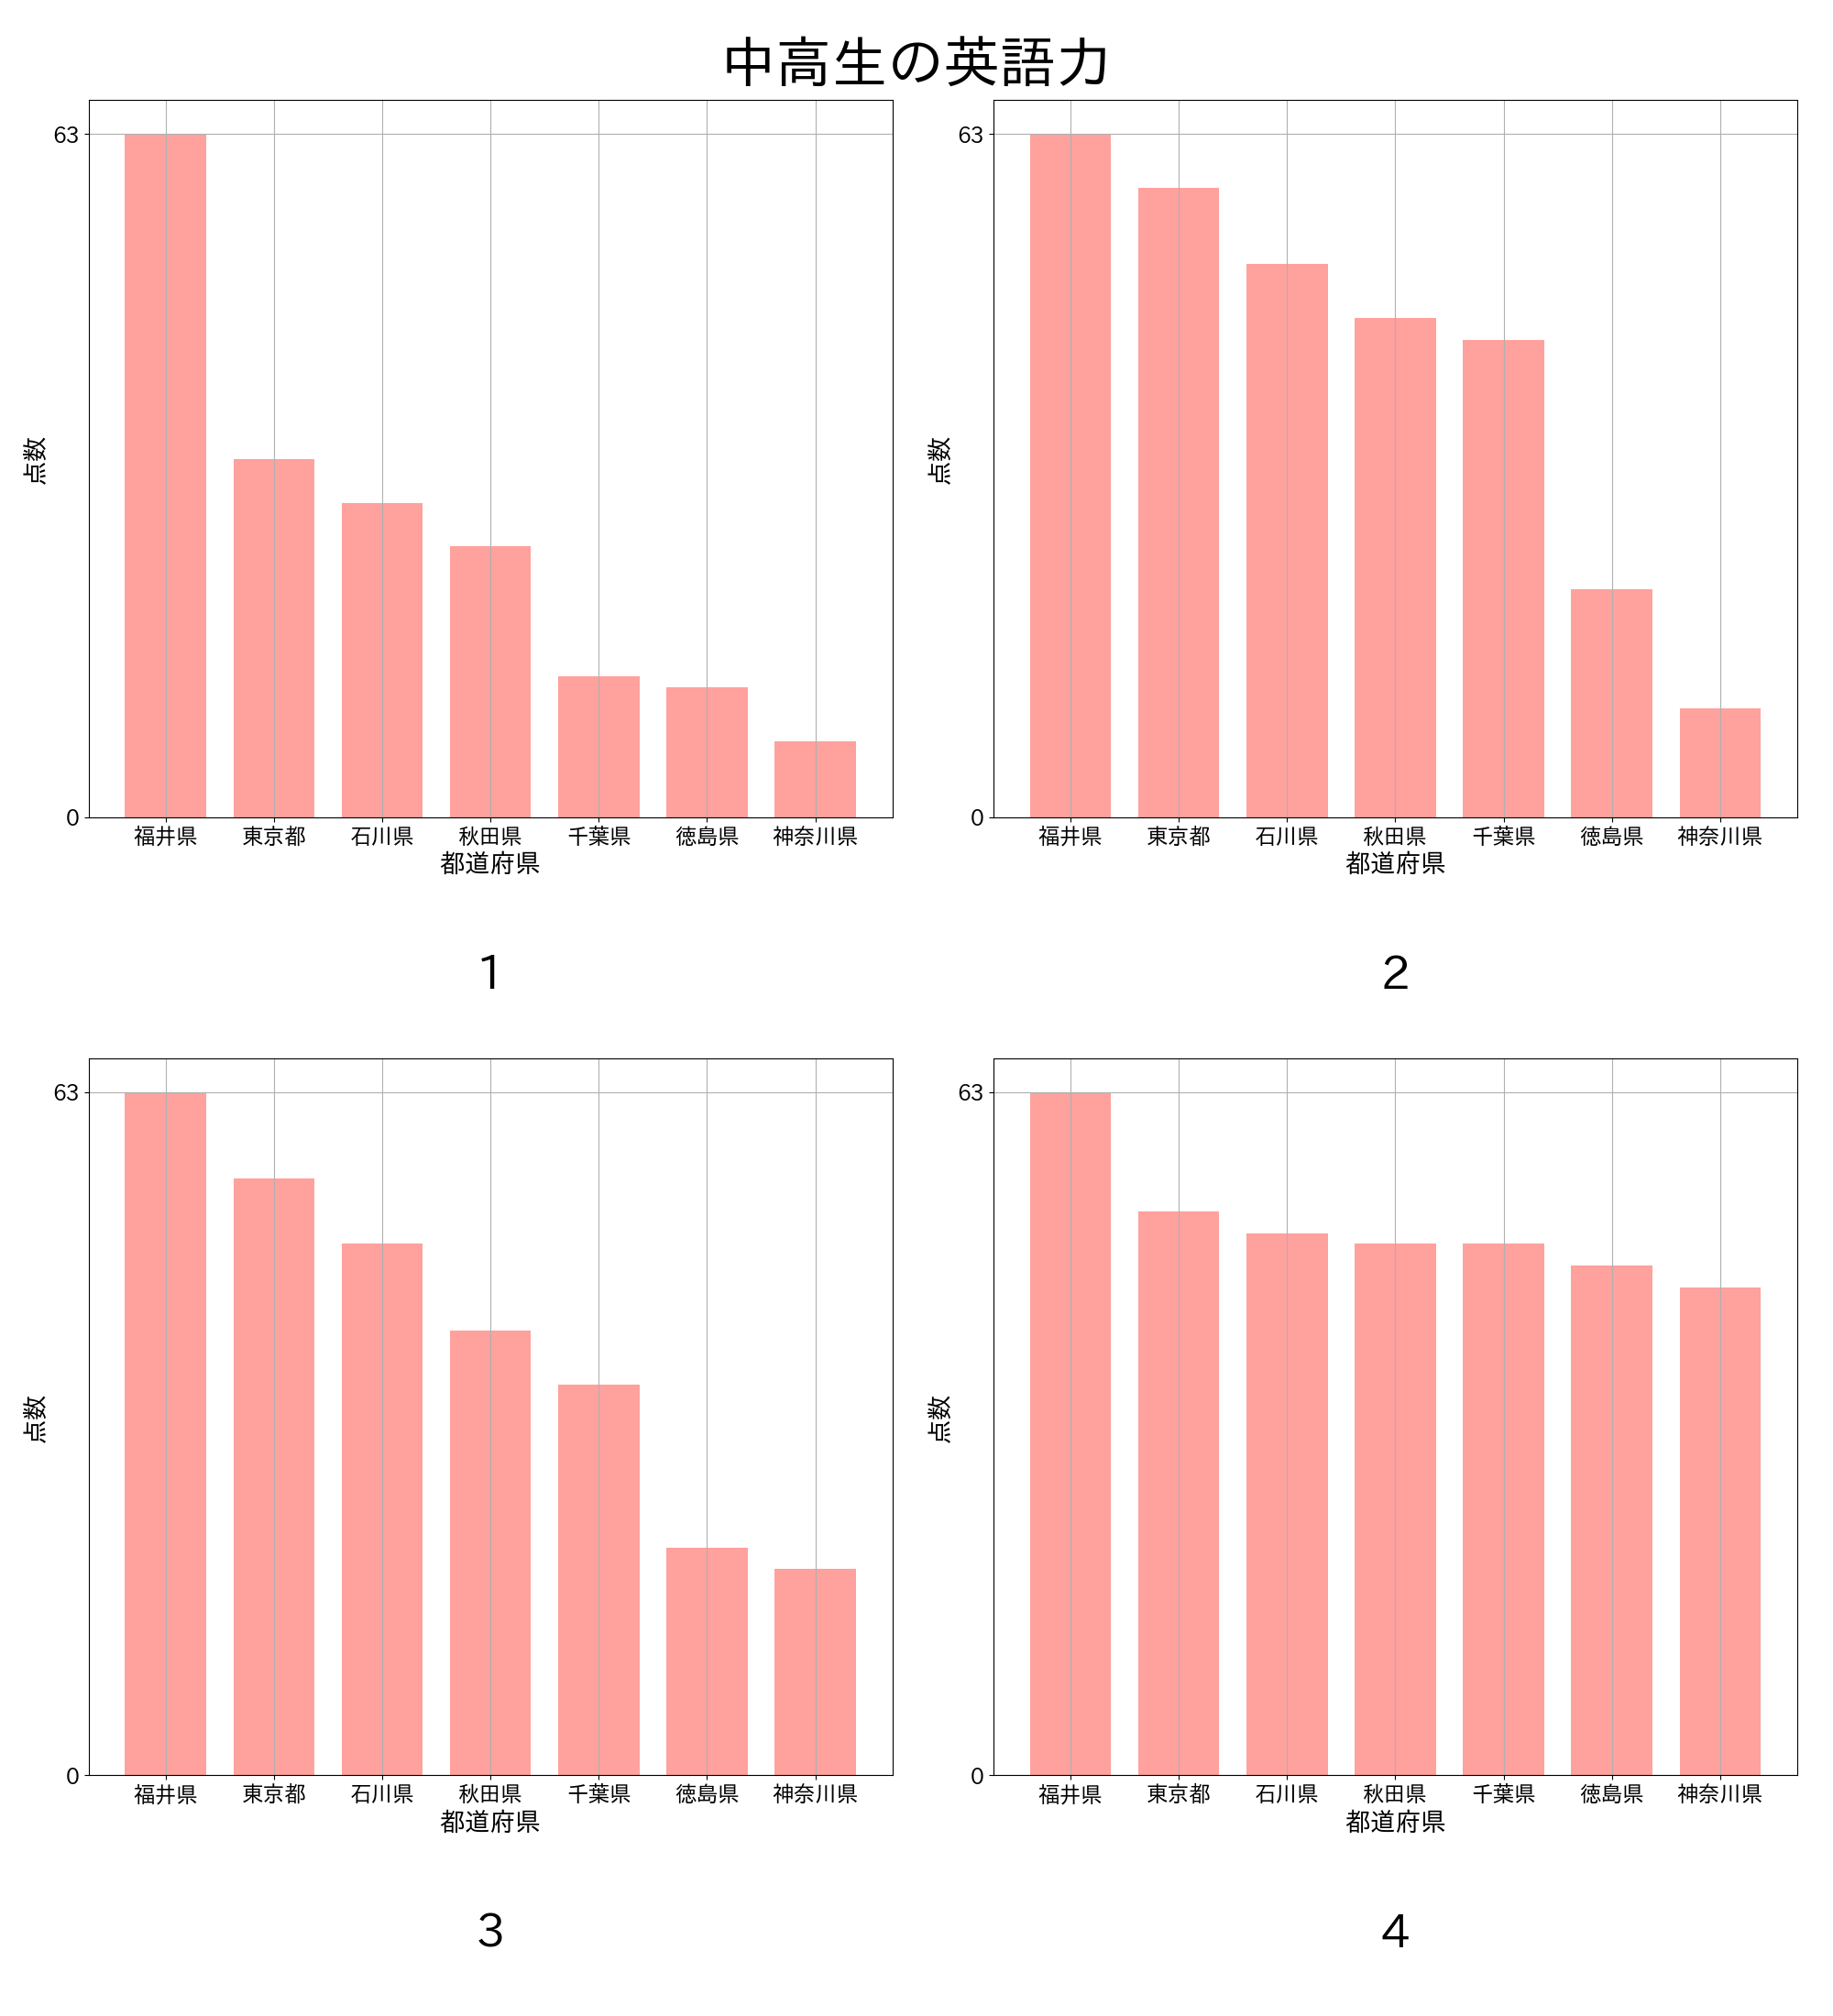 中高生の英語力
63
点数
0
福井県 東京都 石川県 秋田県 千葉県 徳島県 神奈川県
都道府県
1
63
点数
0
福井県 東京都 石川県 秋田県 千葉県 徳島県 神奈川県
都道府県
2
63
点数
0
福井県 東京都 石川県 秋田県 千葉県 徳島県 神奈川県
都道府県
3
63
点数
0
福井県 東京都 石川県 秋田県 千葉県 徳島県 神奈川県
都道府県
4